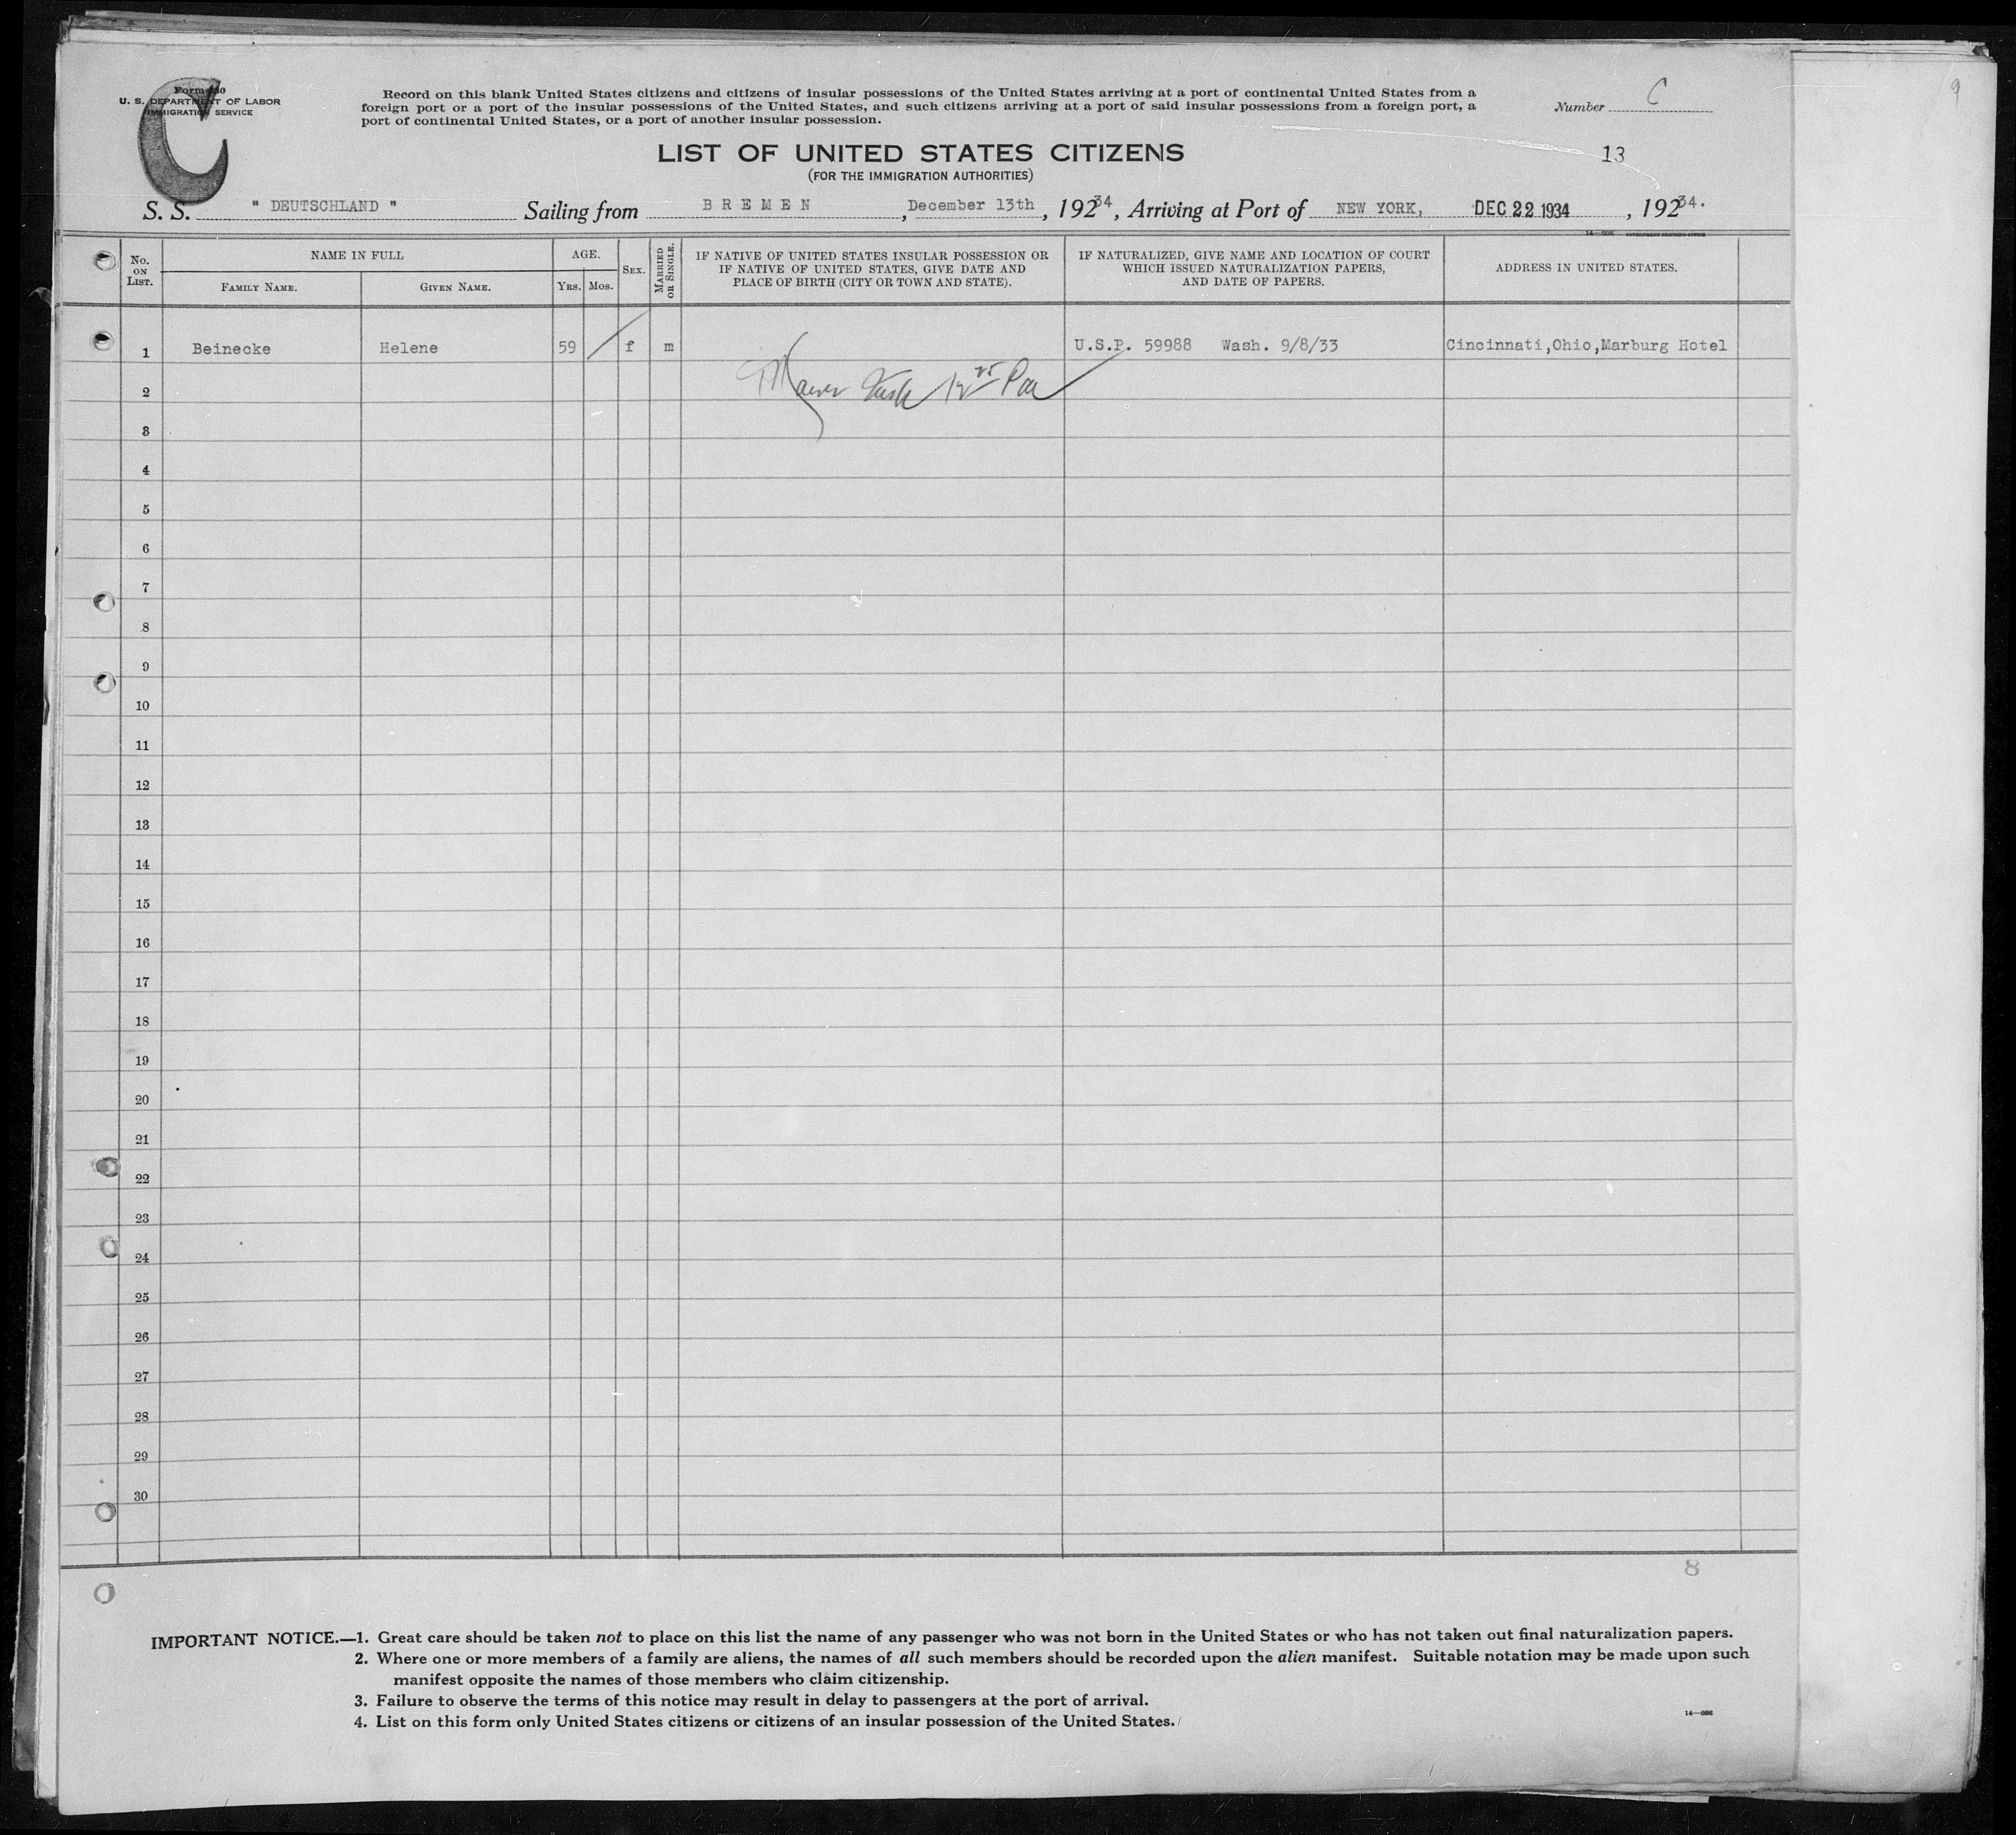 Form 630
U. S. DEPARTMENT OF LABOR
IMMIGRATION SERVICE
C
Record on this blank United States citizens and citizens of insular possessions of the United States arriving at a port of continental United States from a
foreign port or a port of the insular possessions of the United States, and such citizens arriving at a port of said insular possessions from a foreign port, a
port of continental United States, or a port of another insular possession.
Number C
9
LIST OF UNITED STATES CITIZENS
(FOR THE IMMIGRATION AUTHORITIES)
13
S. S. " DEUTSCHLAND " Sailing from BREMEN, December 13th, 19234, Arriving at Port of NEW YORK, DEC 22 1934, 19234.
14—608 GOVERNMENT PRINTING OFFICE
No. ON LIST.
NAME IN FULL
FAMILY NAME.
GIVEN NAME.
AGE.
YRS.
MOS.
SEX.
MARRIED OR SINGLE.
IF NATIVE OF UNITED STATES INSULAR POSSESSION OR
IF NATIVE OF UNITED STATES, GIVE DATE AND
PLACE OF BIRTH (CITY OR TOWN AND STATE).
IF NATURALIZED, GIVE NAME AND LOCATION OF COURT
WHICH ISSUED NATURALIZATION PAPERS,
AND DATE OF PAPERS.
ADDRESS IN UNITED STATES.
1 Beinecke Helene 59 f m U.S.P. 59988 Wash. 9/8/33 Cincinnati,Ohio,Marburg Hotel
2
3
4
5
6
7
8
9
10
11
12
13
14
15
16
17
18
19
20
21
22
23
24
25
26
27
28
29
30
8
IMPORTANT NOTICE.—1. Great care should be taken not to place on this list the name of any passenger who was not born in the United States or who has not taken out final naturalization papers.
2. Where one or more members of a family are aliens, the names of all such members should be recorded upon the alien manifest. Suitable notation may be made upon such
manifest opposite the names of those members who claim citizenship.
3. Failure to observe the terms of this notice may result in delay to passengers at the port of arrival.
4. List on this form only United States citizens or citizens of an insular possession of the United States.
14—608